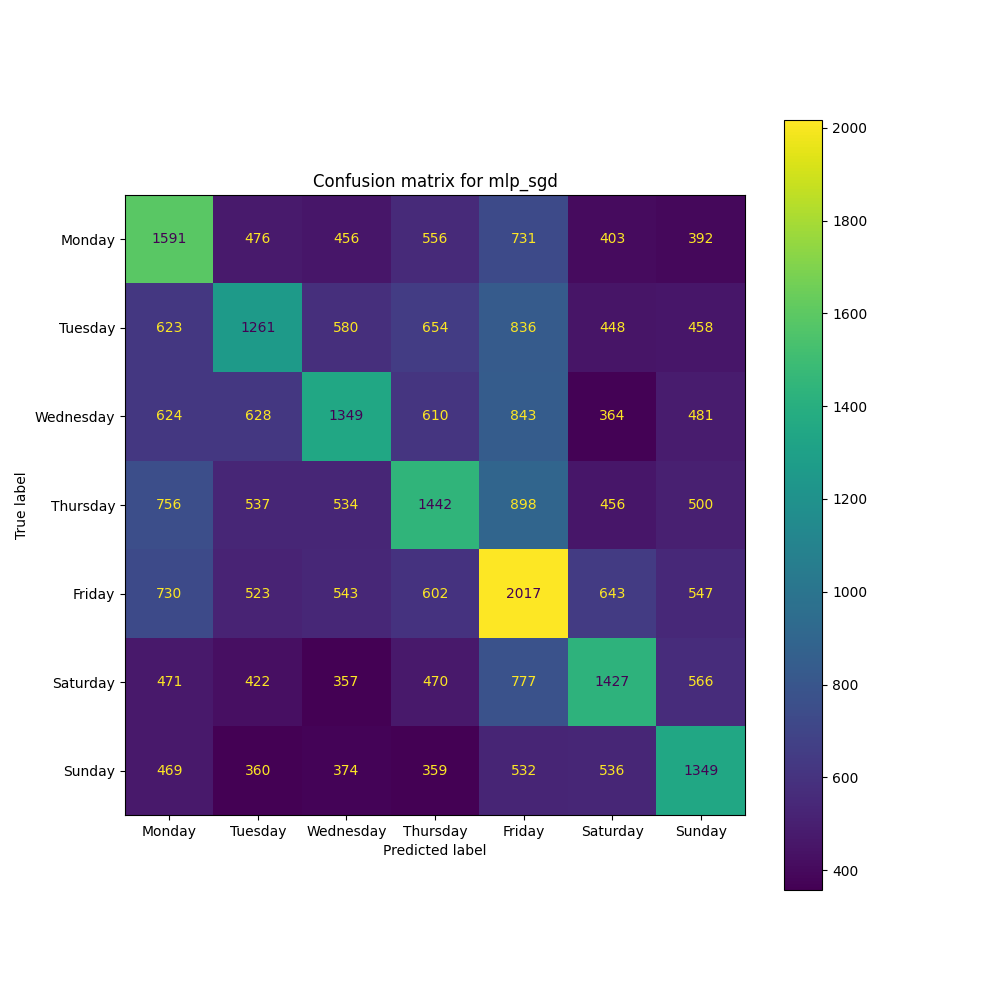 Confusion matrix for mlp_sgd
Monday 1591 476 456 556 731 403 392
Tuesday 623 1261 580 654 836 448 458
Wednesday 624 628 1349 610 843 364 481
Thursday 756 537 534 1442 898 456 500
Friday 730 523 543 602 2017 643 547
Saturday 471 422 357 470 777 1427 566
Sunday 469 360 374 359 532 536 1349
Monday Tuesday Wednesday Thursday Friday Saturday Sunday
Predicted label
True label
2000
1800
1600
1400
1200
1000
800
600
400